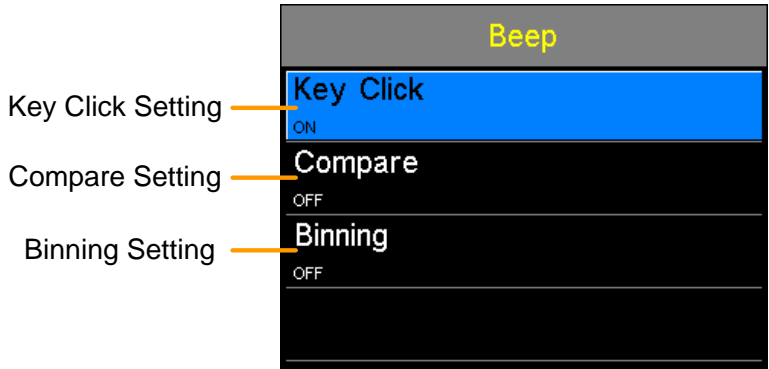 Beep
Key Click Setting
Key Click
ON
Compare Setting
Compare
OFF
Binning Setting
Binning
OFF